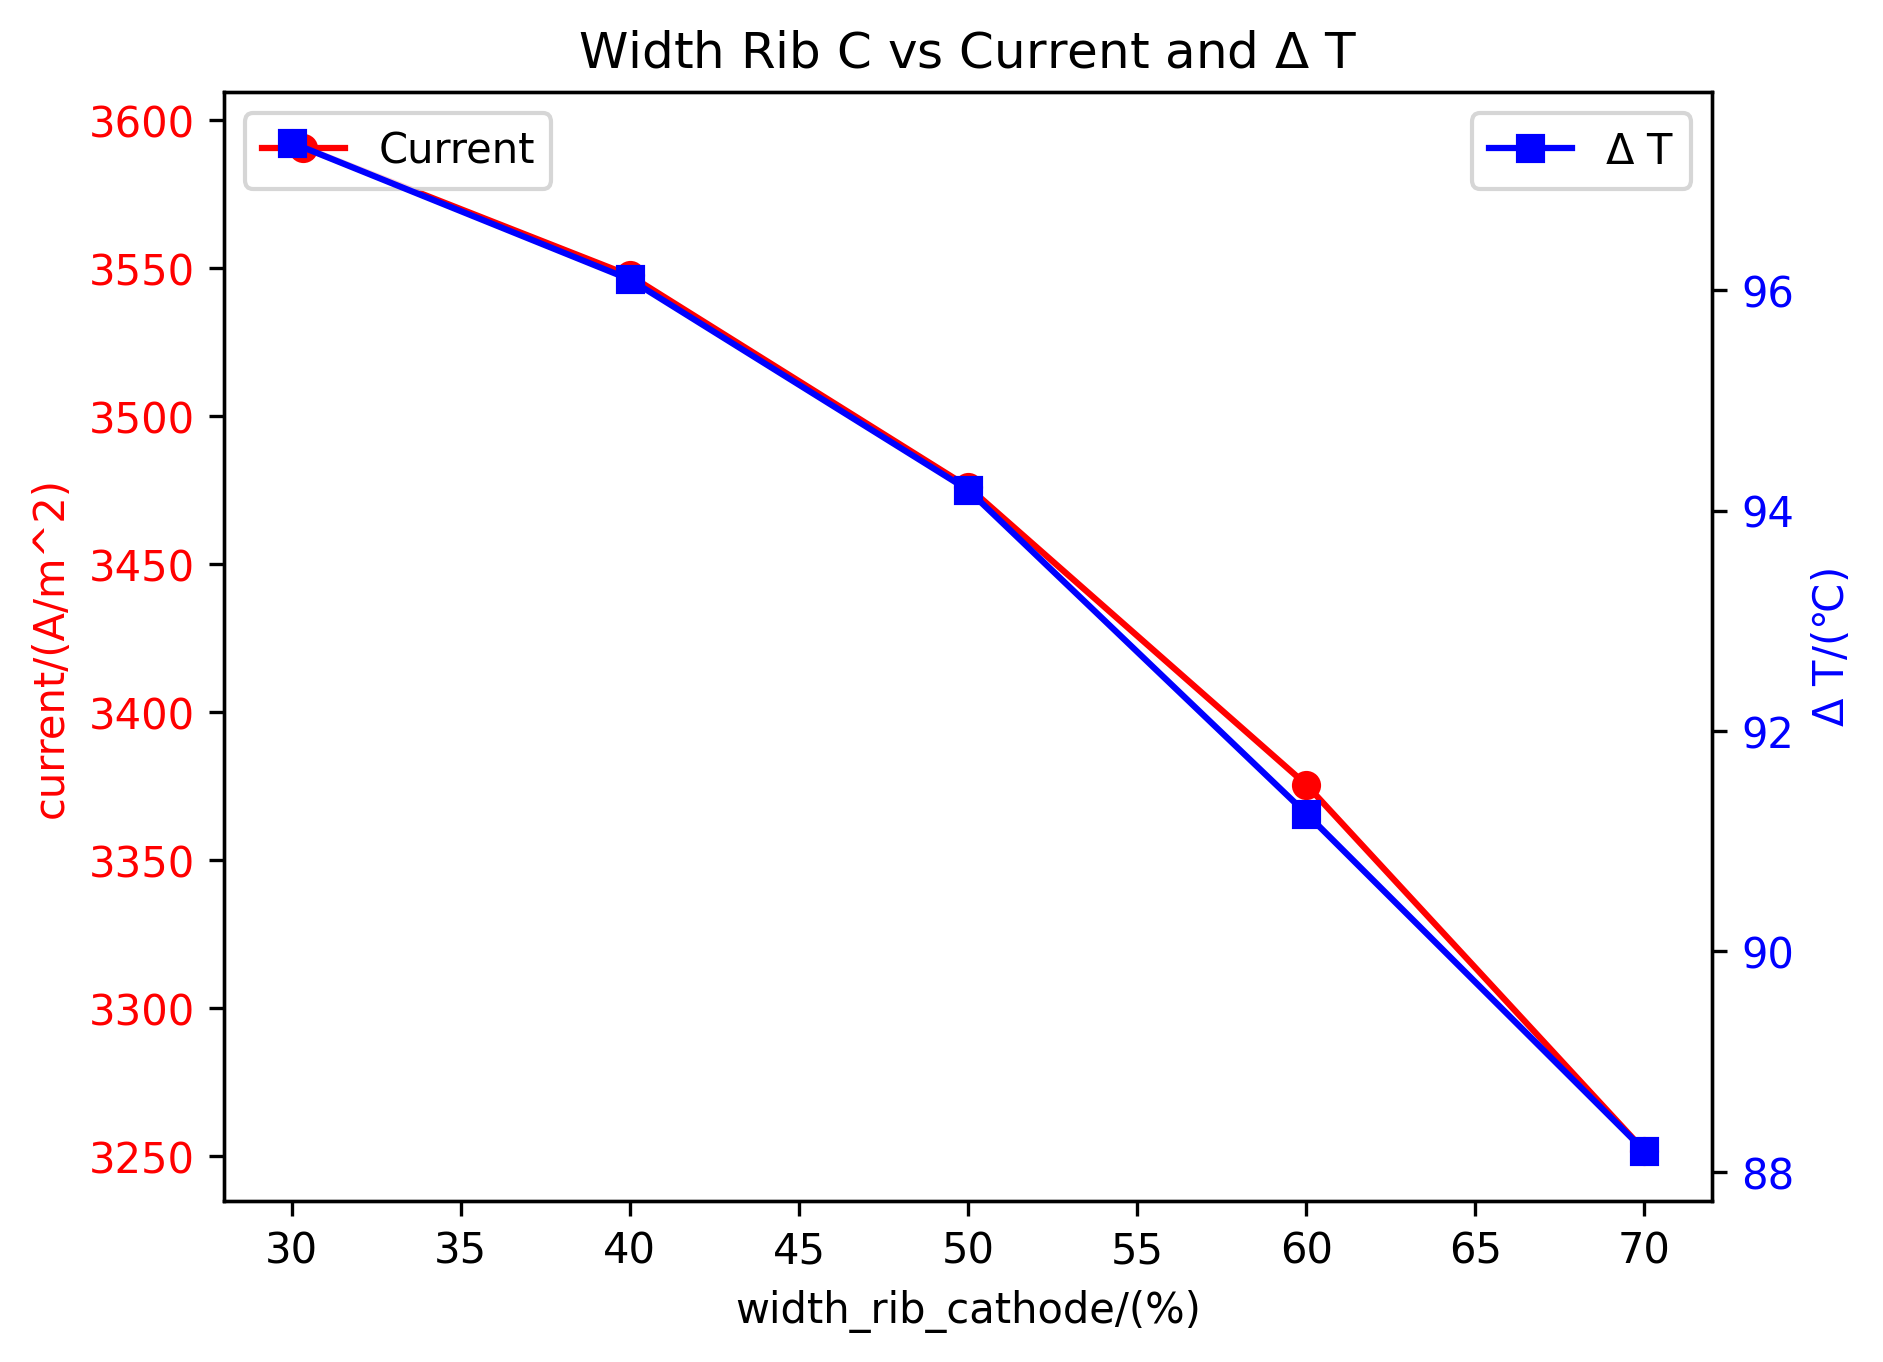 Width Rib C vs Current and Δ T
Current
Δ T
3600
3550
3500
3450
3400
3350
3300
3250
current/(A/m^2)
96
94
92
90
88
Δ T/(℃)
30 35 40 45 50 55 60 65 70
width_rib_cathode/(%)